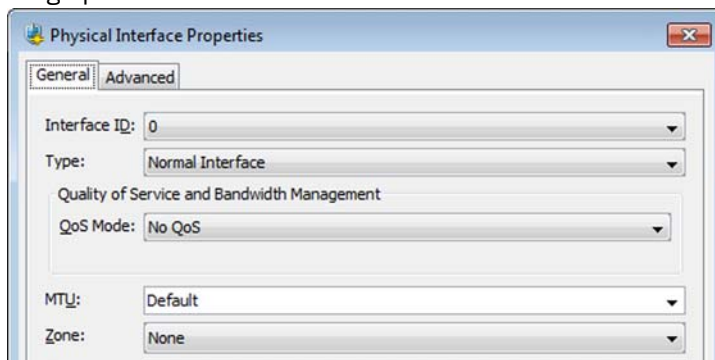 Physical Interface Properties
General Advanced
Interface ID: 0
Type: Normal Interface
Quality of Service and Bandwidth Management
QoS Mode: No QoS
MTU: Default
Zone: None